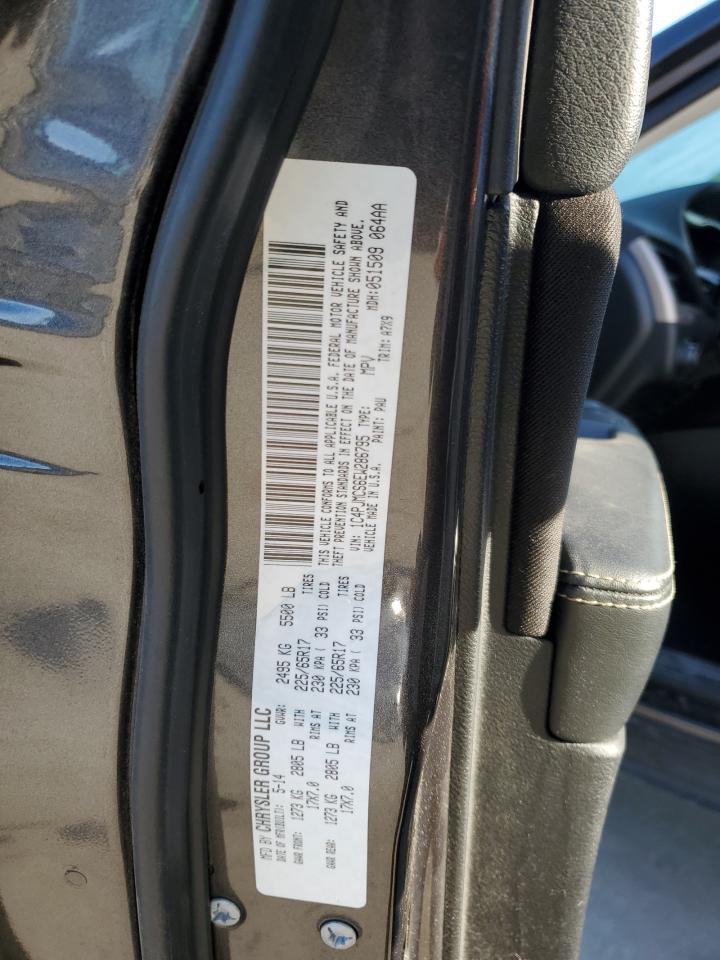 MFD BY CHRYSLER GROUP LLC
DATE OF MFR(BUILT): 5-14 GVWR: 2495 KG 5500 LB
GAWR FRONT: 1273 KG 2805 LB WITH 225/65R17 TIRES
17X7.0 RIMS AT 230 KPA ( 33 PSI) COLD
GAWR REAR: 1273 KG 2805 LB WITH 225/65R17 TIRES
17X7.0 RIMS AT 230 KPA ( 33 PSI) COLD
THIS VEHICLE CONFORMS TO ALL APPLICABLE U.S.A. FEDERAL MOTOR VEHICLE SAFETY AND
THEFT PREVENTION STANDARDS IN EFFECT ON THE DATE OF MANUFACTURE SHOWN ABOVE.
VIN: 1C4PJMCS6EW286795 TYPE: MPV MDH:051509 064AA
VEHICLE MADE IN U.S.A. PAINT: PAU TRIM: A7X9